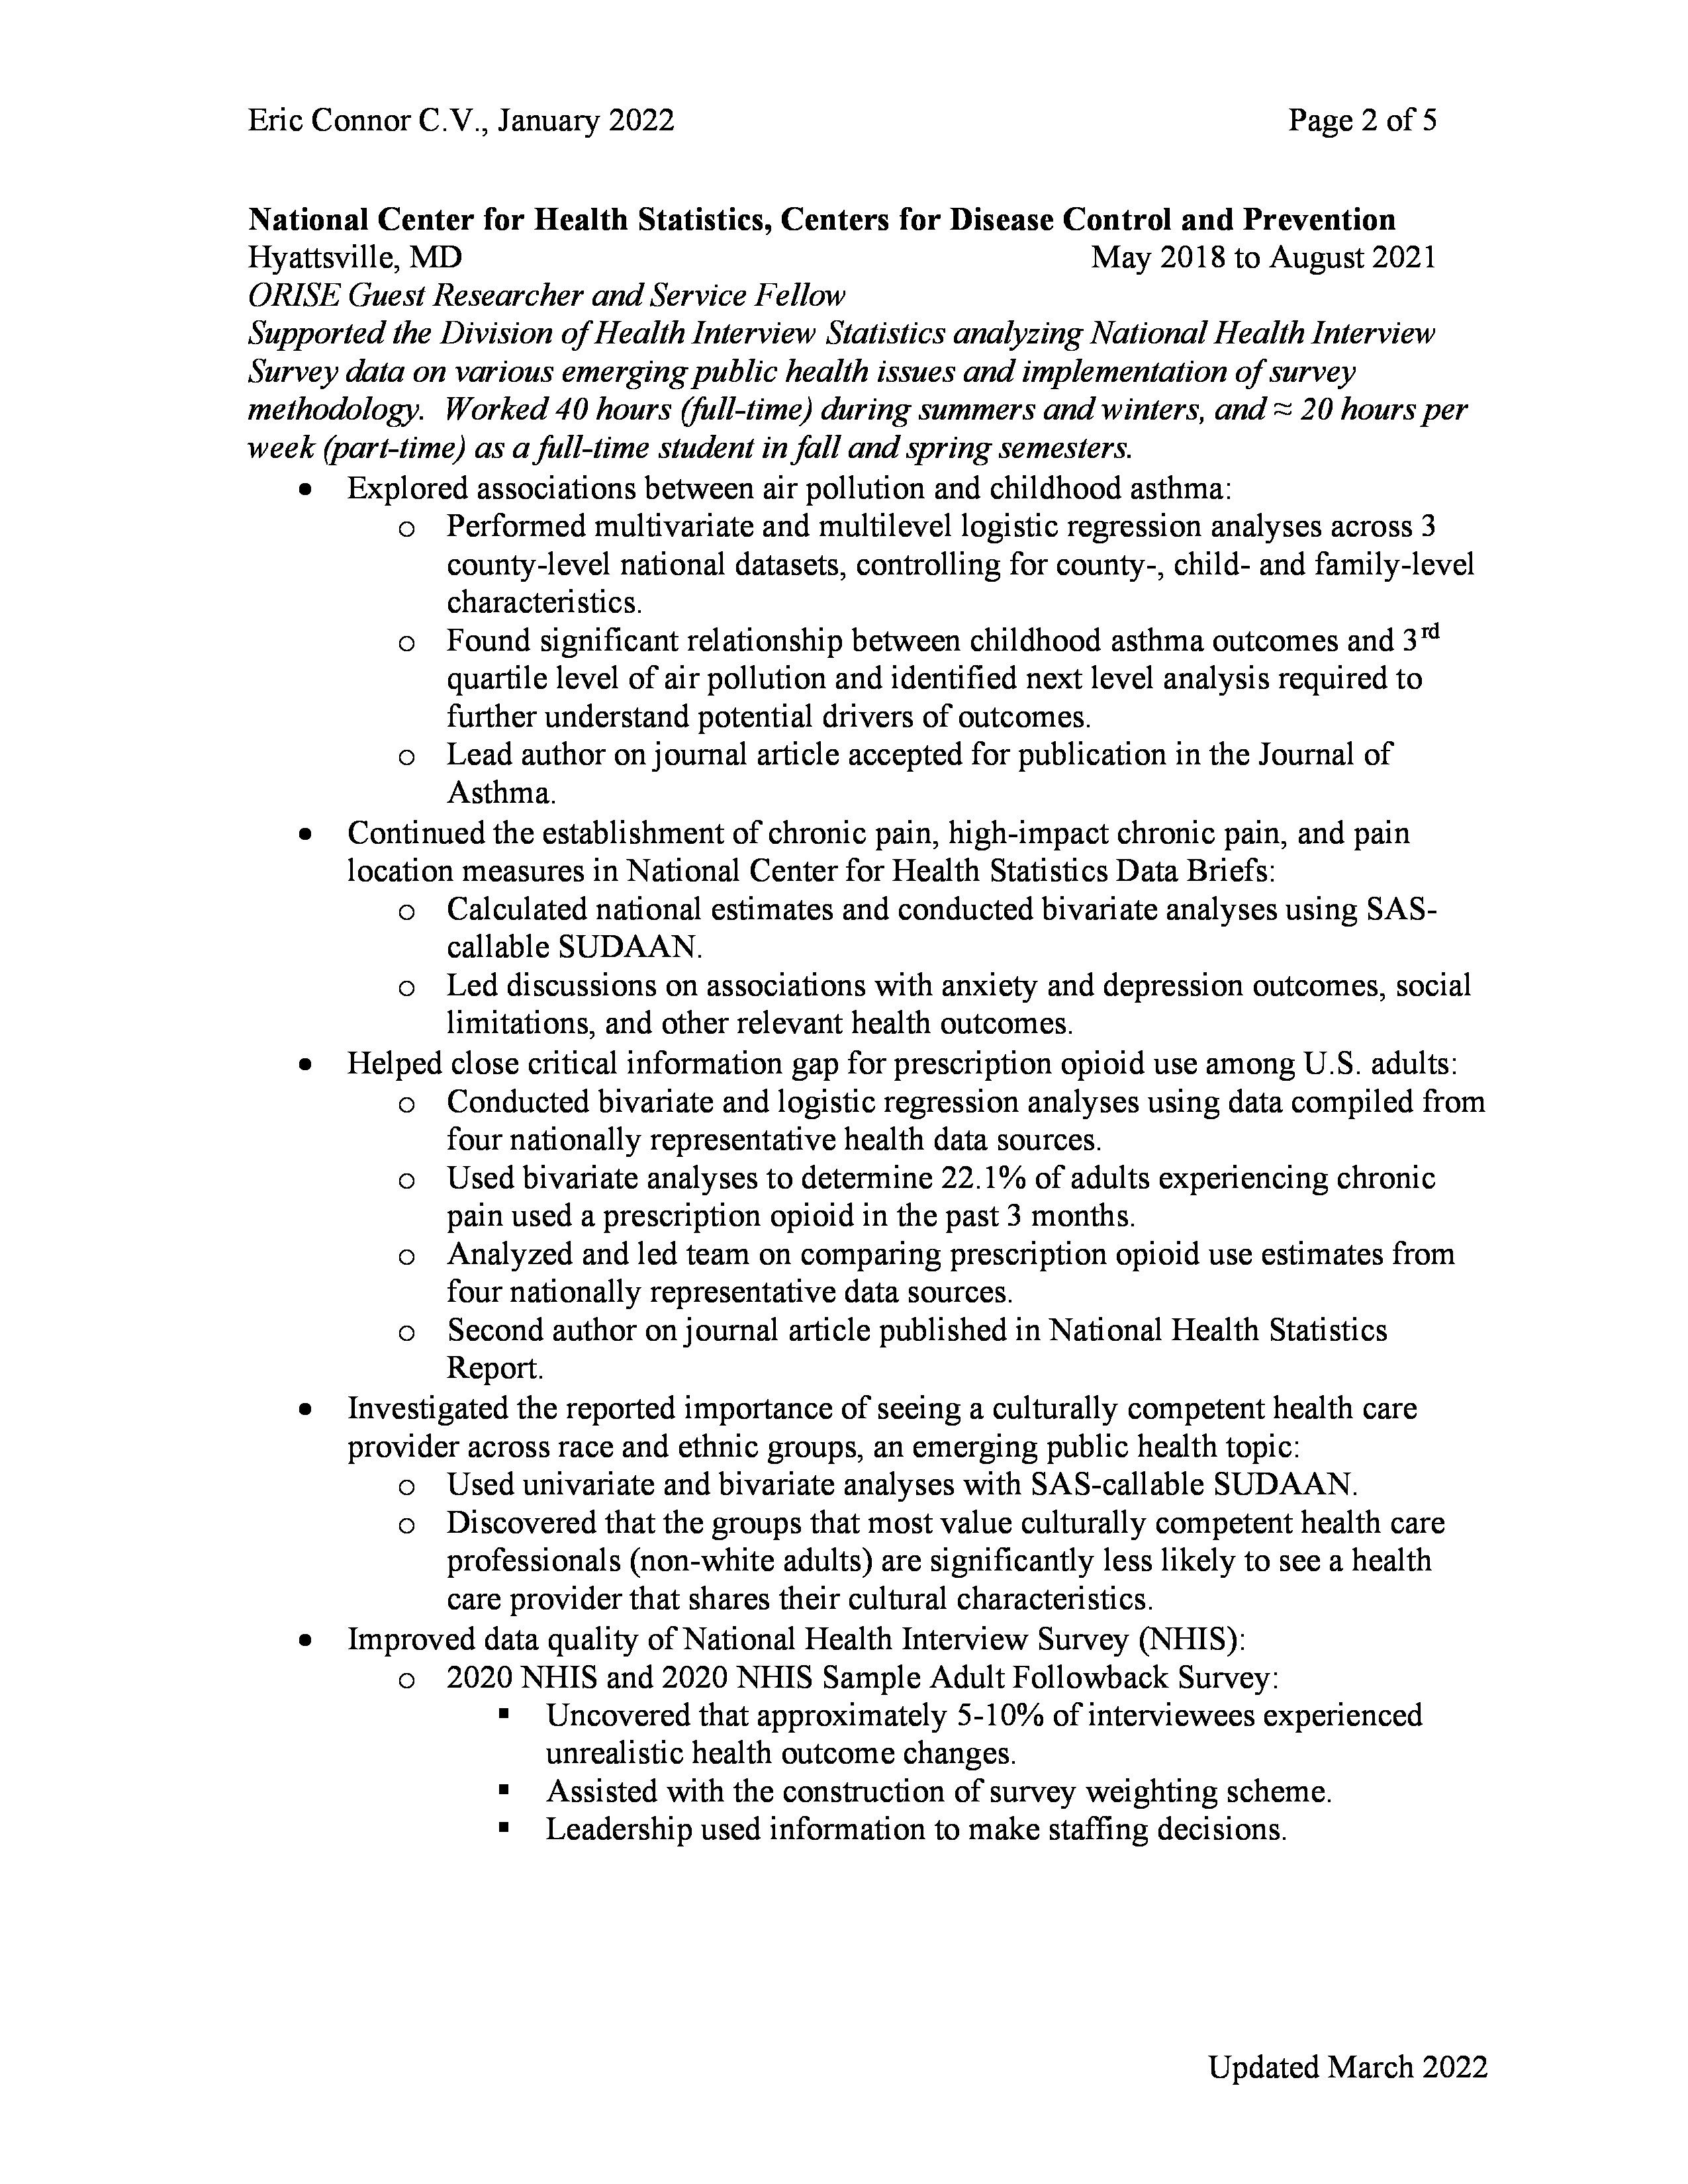 Eric Connor C.V., January 2022 Page 2 of 5
National Center for Health Statistics, Centers for Disease Control and Prevention
Hyattsville, MD May 2018 to August 2021
ORISE Guest Researcher and Service Fellow
Supported the Division of Health Interview Statistics analyzing National Health Interview
Survey data on various emerging public health issues and implementation of survey
methodology. Worked 40 hours (full-time) during summers and winters, and ≈ 20 hours per
week (part-time) as a full-time student in fall and spring semesters.
• Explored associations between air pollution and childhood asthma:
o Performed multivariate and multilevel logistic regression analyses across 3
county-level national datasets, controlling for county-, child- and family-level
characteristics.
o Found significant relationship between childhood asthma outcomes and 3rd
quartile level of air pollution and identified next level analysis required to
further understand potential drivers of outcomes.
o Lead author on journal article accepted for publication in the Journal of
Asthma.
• Continued the establishment of chronic pain, high-impact chronic pain, and pain
location measures in National Center for Health Statistics Data Briefs:
o Calculated national estimates and conducted bivariate analyses using SAS-
callable SUDAAN.
o Led discussions on associations with anxiety and depression outcomes, social
limitations, and other relevant health outcomes.
• Helped close critical information gap for prescription opioid use among U.S. adults:
o Conducted bivariate and logistic regression analyses using data compiled from
four nationally representative health data sources.
o Used bivariate analyses to determine 22.1% of adults experiencing chronic
pain used a prescription opioid in the past 3 months.
o Analyzed and led team on comparing prescription opioid use estimates from
four nationally representative data sources.
o Second author on journal article published in National Health Statistics
Report.
• Investigated the reported importance of seeing a culturally competent health care
provider across race and ethnic groups, an emerging public health topic:
o Used univariate and bivariate analyses with SAS-callable SUDAAN.
o Discovered that the groups that most value culturally competent health care
professionals (non-white adults) are significantly less likely to see a health
care provider that shares their cultural characteristics.
• Improved data quality of National Health Interview Survey (NHIS):
o 2020 NHIS and 2020 NHIS Sample Adult Followback Survey:
▪ Uncovered that approximately 5-10% of interviewees experienced
unrealistic health outcome changes.
▪ Assisted with the construction of survey weighting scheme.
▪ Leadership used information to make staffing decisions.
Updated March 2022